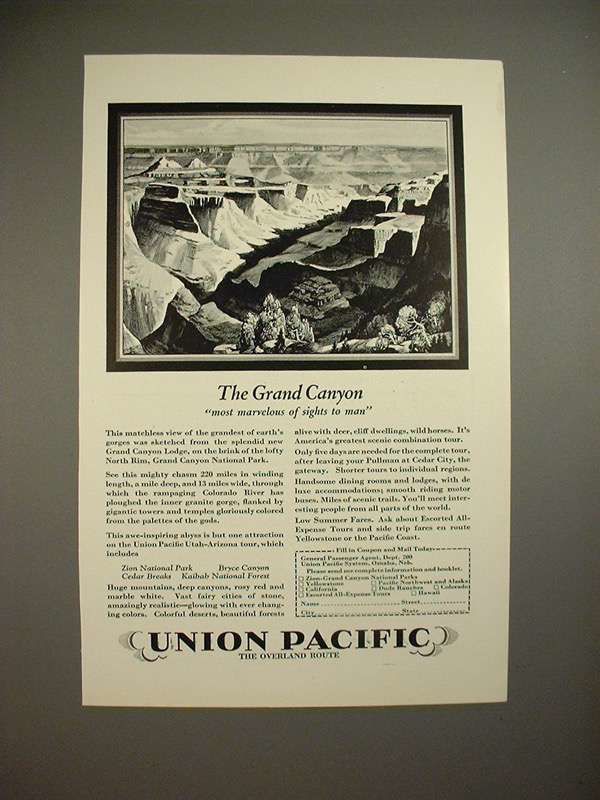 The Grand Canyon
"most marvelous of sights to man"
This matchless view of the grandest of earth's
gorges was sketched from the splendid new
Grand Canyon Lodge, on the brink of the lofty
North Rim, Grand Canyon National Park.
See this mighty chasm 220 miles in winding
length, a mile deep, and 13 miles wide, through
which the rampaging Colorado River has
ploughed the inner granite gorge, flanked by
gigantic towers and temples gloriously colored
from the palettes of the gods.
This awe-inspiring abyss is but one attraction
on the Union Pacific Utah-Arizona tour, which
includes
Zion National Park Bryce Canyon
Cedar Breaks Kaibab National Forest
Huge mountains, deep canyons, rosy red and
marble white. Vast fairy cities of stone,
amazingly realistic—glowing with ever chang-
ing colors. Colorful deserts, beautiful forests
alive with deer, cliff dwellings, wild horses. It's
America's greatest scenic combination tour.
Only five days are needed for the complete tour,
after leaving your Pullman at Cedar City, the
gateway. Shorter tours to individual regions.
Handsome dining rooms and lodges, with de
luxe accommodations; smooth riding motor
buses. Miles of scenic trails. You'll meet inter-
esting people from all parts of the world.
Low Summer Fares. Ask about Escorted All-
Expense Tours and side trip fares en route
Yellowstone or the Pacific Coast.
Fill in Coupon and Mail Today
General Passenger Agent, Dept. 200
Union Pacific System, Omaha, Neb.
Please send me complete information and booklet.
Zion-Grand Canyon National Parks
Yellowstone Pacific Northwest and Alaska
California Dude Ranches Colorado
Escorted All-Expense Tours Hawaii
Name Street
City State
UNION PACIFIC
THE OVERLAND ROUTE